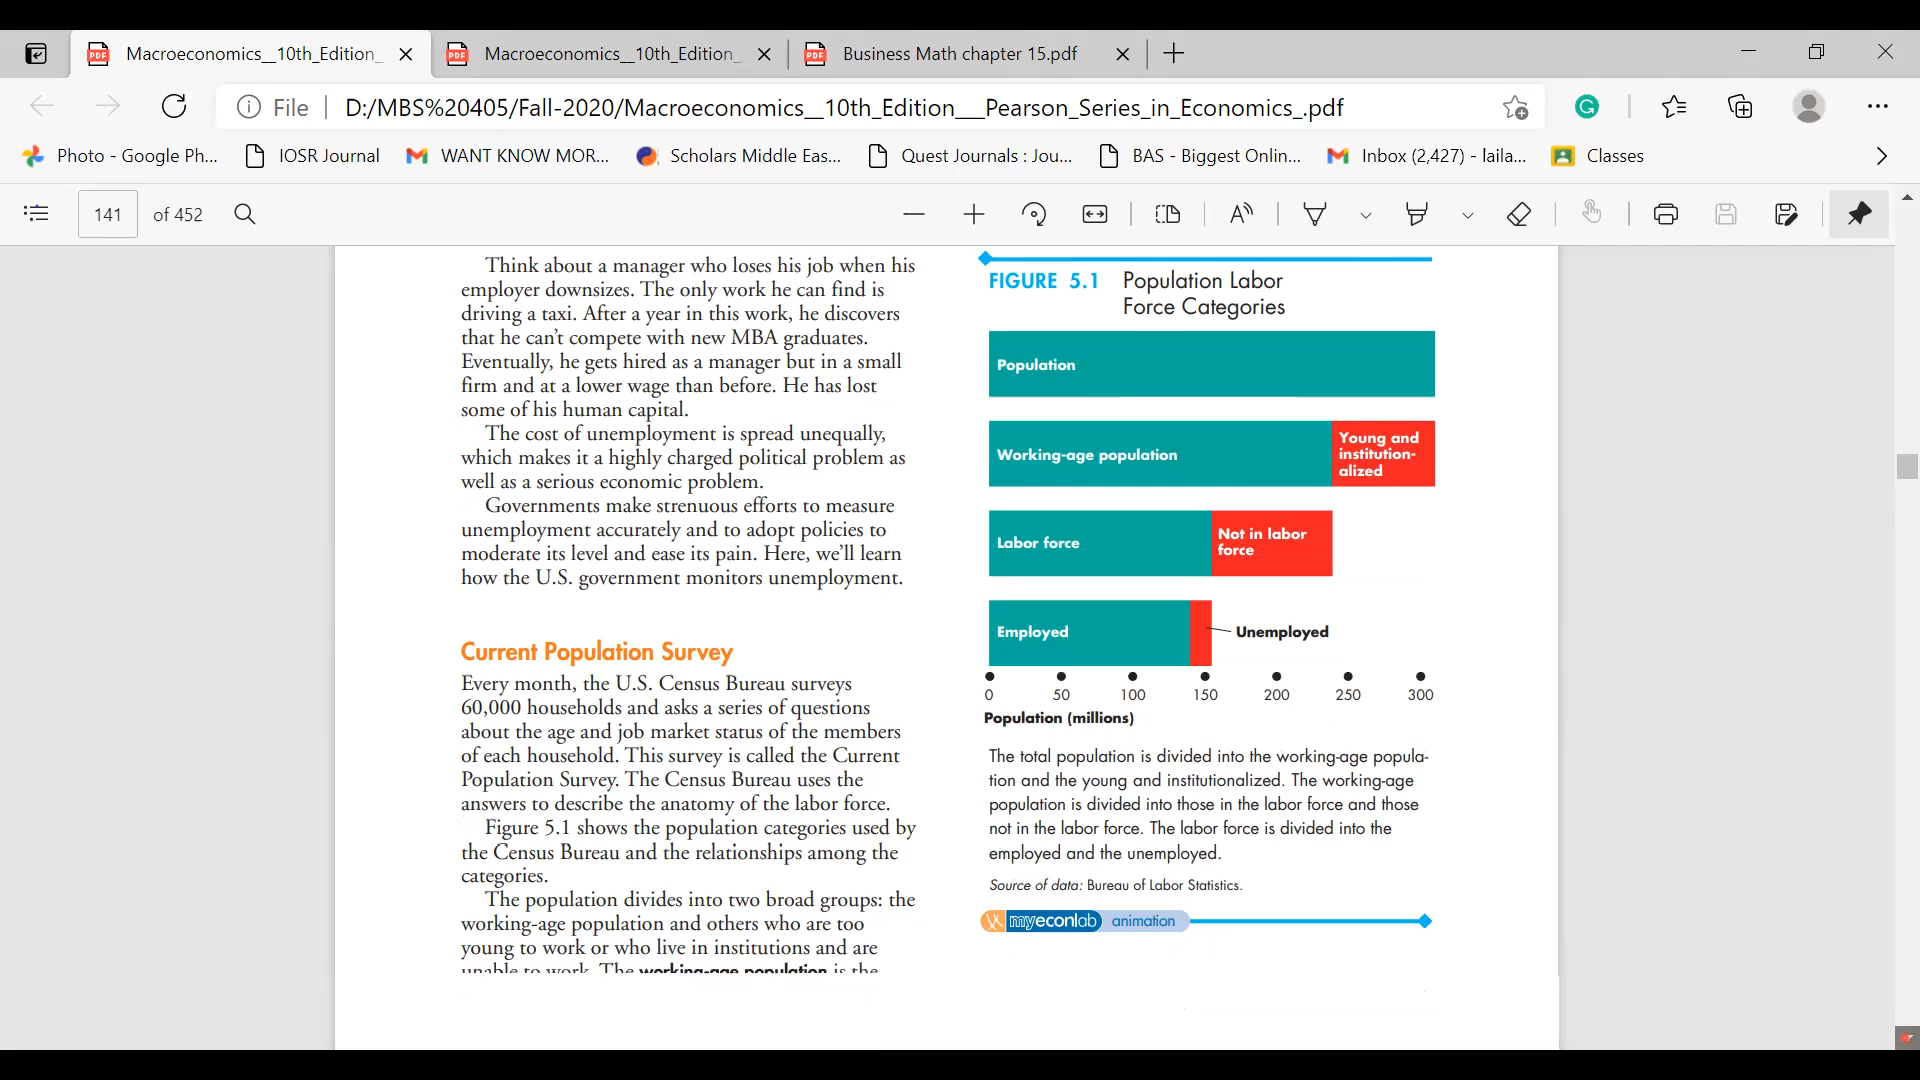 Macroeconomics__10th_Edition_
Macroeconomics__10th_Edition_
Business Math chapter 15.pdf
File
D:/MBS%20405/Fall-2020/Macroeconomics__10th_Edition___Pearson_Series_in_Economics_.pdf
Photo - Google Ph...
IOSR Journal
WANT KNOW MOR...
Scholars Middle Eas...
Quest Journals : Jou...
BAS - Biggest Onlin...
Inbox (2,427) - laila...
Classes
141 of 452
Think about a manager who loses his job when his
employer downsizes. The only work he can find is
driving a taxi. After a year in this work, he discovers
that he can't compete with new MBA graduates.
Eventually, he gets hired as a manager but in a small
firm and at a lower wage than before. He has lost
some of his human capital.
The cost of unemployment is spread unequally,
which makes it a highly charged political problem as
well as a serious economic problem.
Governments make strenuous efforts to measure
unemployment accurately and to adopt policies to
moderate its level and ease its pain. Here, we'll learn
how the U.S. government monitors unemployment.
Current Population Survey
Every month, the U.S. Census Bureau surveys
60,000 households and asks a series of questions
about the age and job market status of the members
of each household. This survey is called the Current
Population Survey. The Census Bureau uses the
answers to describe the anatomy of the labor force.
Figure 5.1 shows the population categories used by
the Census Bureau and the relationships among the
categories.
The population divides into two broad groups: the
working-age population and others who are too
young to work or who live in institutions and are
unable to work. The working-age population is the
FIGURE 5.1 Population Labor
Force Categories
Population
Working-age population
Young and
institution-
alized
Labor force
Not in labor
force
Employed
Unemployed
0 50 100 150 200 250 300
Population (millions)
The total population is divided into the working-age popula-
tion and the young and institutionalized. The working-age
population is divided into those in the labor force and those
not in the labor force. The labor force is divided into the
employed and the unemployed.
Source of data: Bureau of Labor Statistics.
myeconlab animation